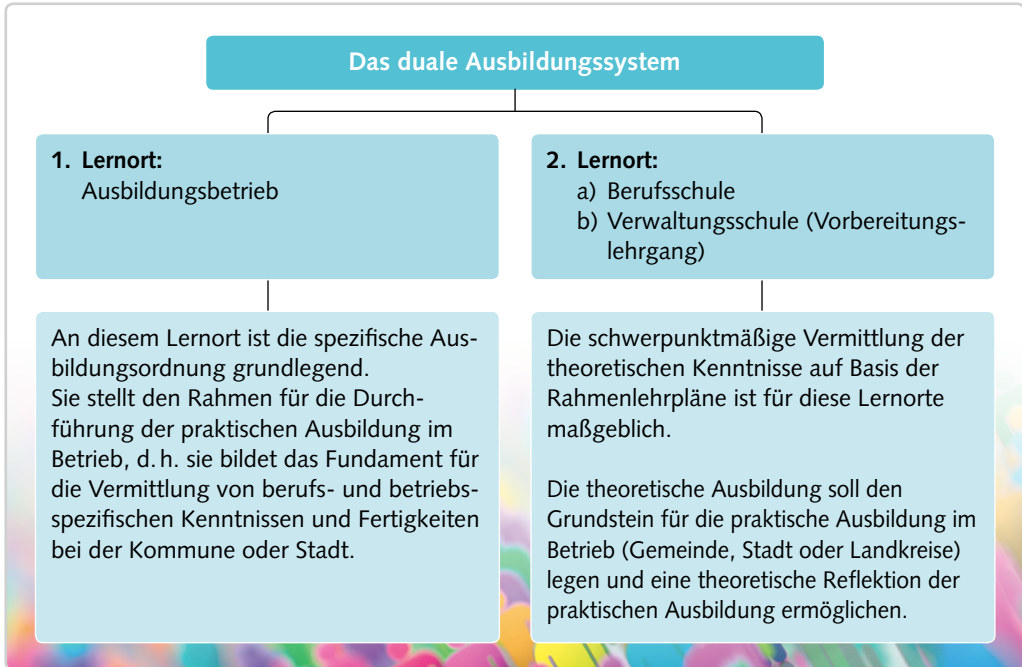 Das duale Ausbildungssystem
1. Lernort:
Ausbildungsbetrieb
2. Lernort:
a) Berufsschule
b) Verwaltungsschule (Vorbereitungs-
lehrgang)
An diesem Lernort ist die spezifische Aus-
bildungsordnung grundlegend.
Sie stellt den Rahmen für die Durch-
führung der praktischen Ausbildung im
Betrieb, d. h. sie bildet das Fundament für
die Vermittlung von berufs- und betriebs-
spezifischen Kenntnissen und Fertigkeiten
bei der Kommune oder Stadt.
Die schwerpunktmäßige Vermittlung der
theoretischen Kenntnisse auf Basis der
Rahmenlehrpläne ist für diese Lernorte
maßgeblich.
Die theoretische Ausbildung soll den
Grundstein für die praktische Ausbildung im
Betrieb (Gemeinde, Stadt oder Landkreise)
legen und eine theoretische Reflektion der
praktischen Ausbildung ermöglichen.